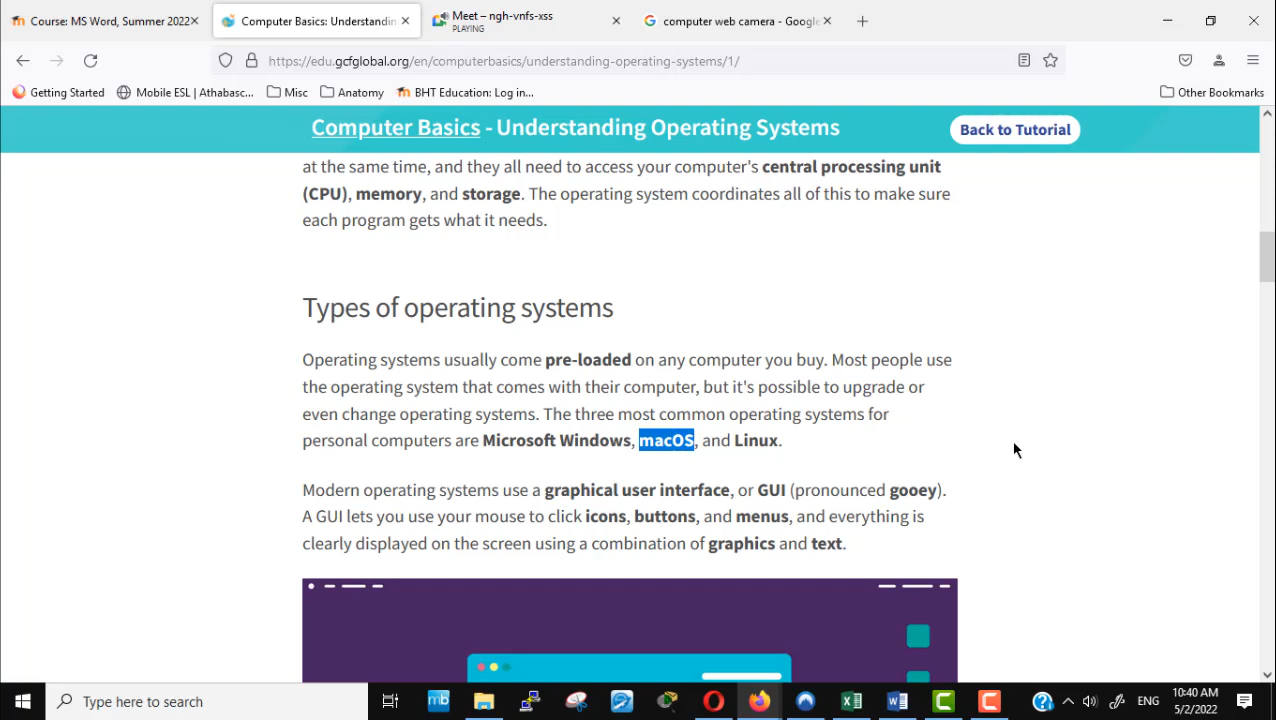 Course: MS Word, Summer 2022
Computer Basics: Understandin
Meet – ngh-vnfs-xss
PLAYING
computer web camera - Google
https://edu.gcfglobal.org/en/computerbasics/understanding-operating-systems/1/
Getting Started
Mobile ESL | Athabasc...
Misc
Anatomy
BHT Education: Log in...
Other Bookmarks
Computer Basics - Understanding Operating Systems
Back to Tutorial
at the same time, and they all need to access your computer's central processing unit
(CPU), memory, and storage. The operating system coordinates all of this to make sure
each program gets what it needs.
Types of operating systems
Operating systems usually come pre-loaded on any computer you buy. Most people use
the operating system that comes with their computer, but it's possible to upgrade or
even change operating systems. The three most common operating systems for
personal computers are Microsoft Windows, macOS, and Linux.
Modern operating systems use a graphical user interface, or GUI (pronounced gooey).
A GUI lets you use your mouse to click icons, buttons, and menus, and everything is
clearly displayed on the screen using a combination of graphics and text.
Type here to search
mb
ENG
10:40 AM
5/2/2022